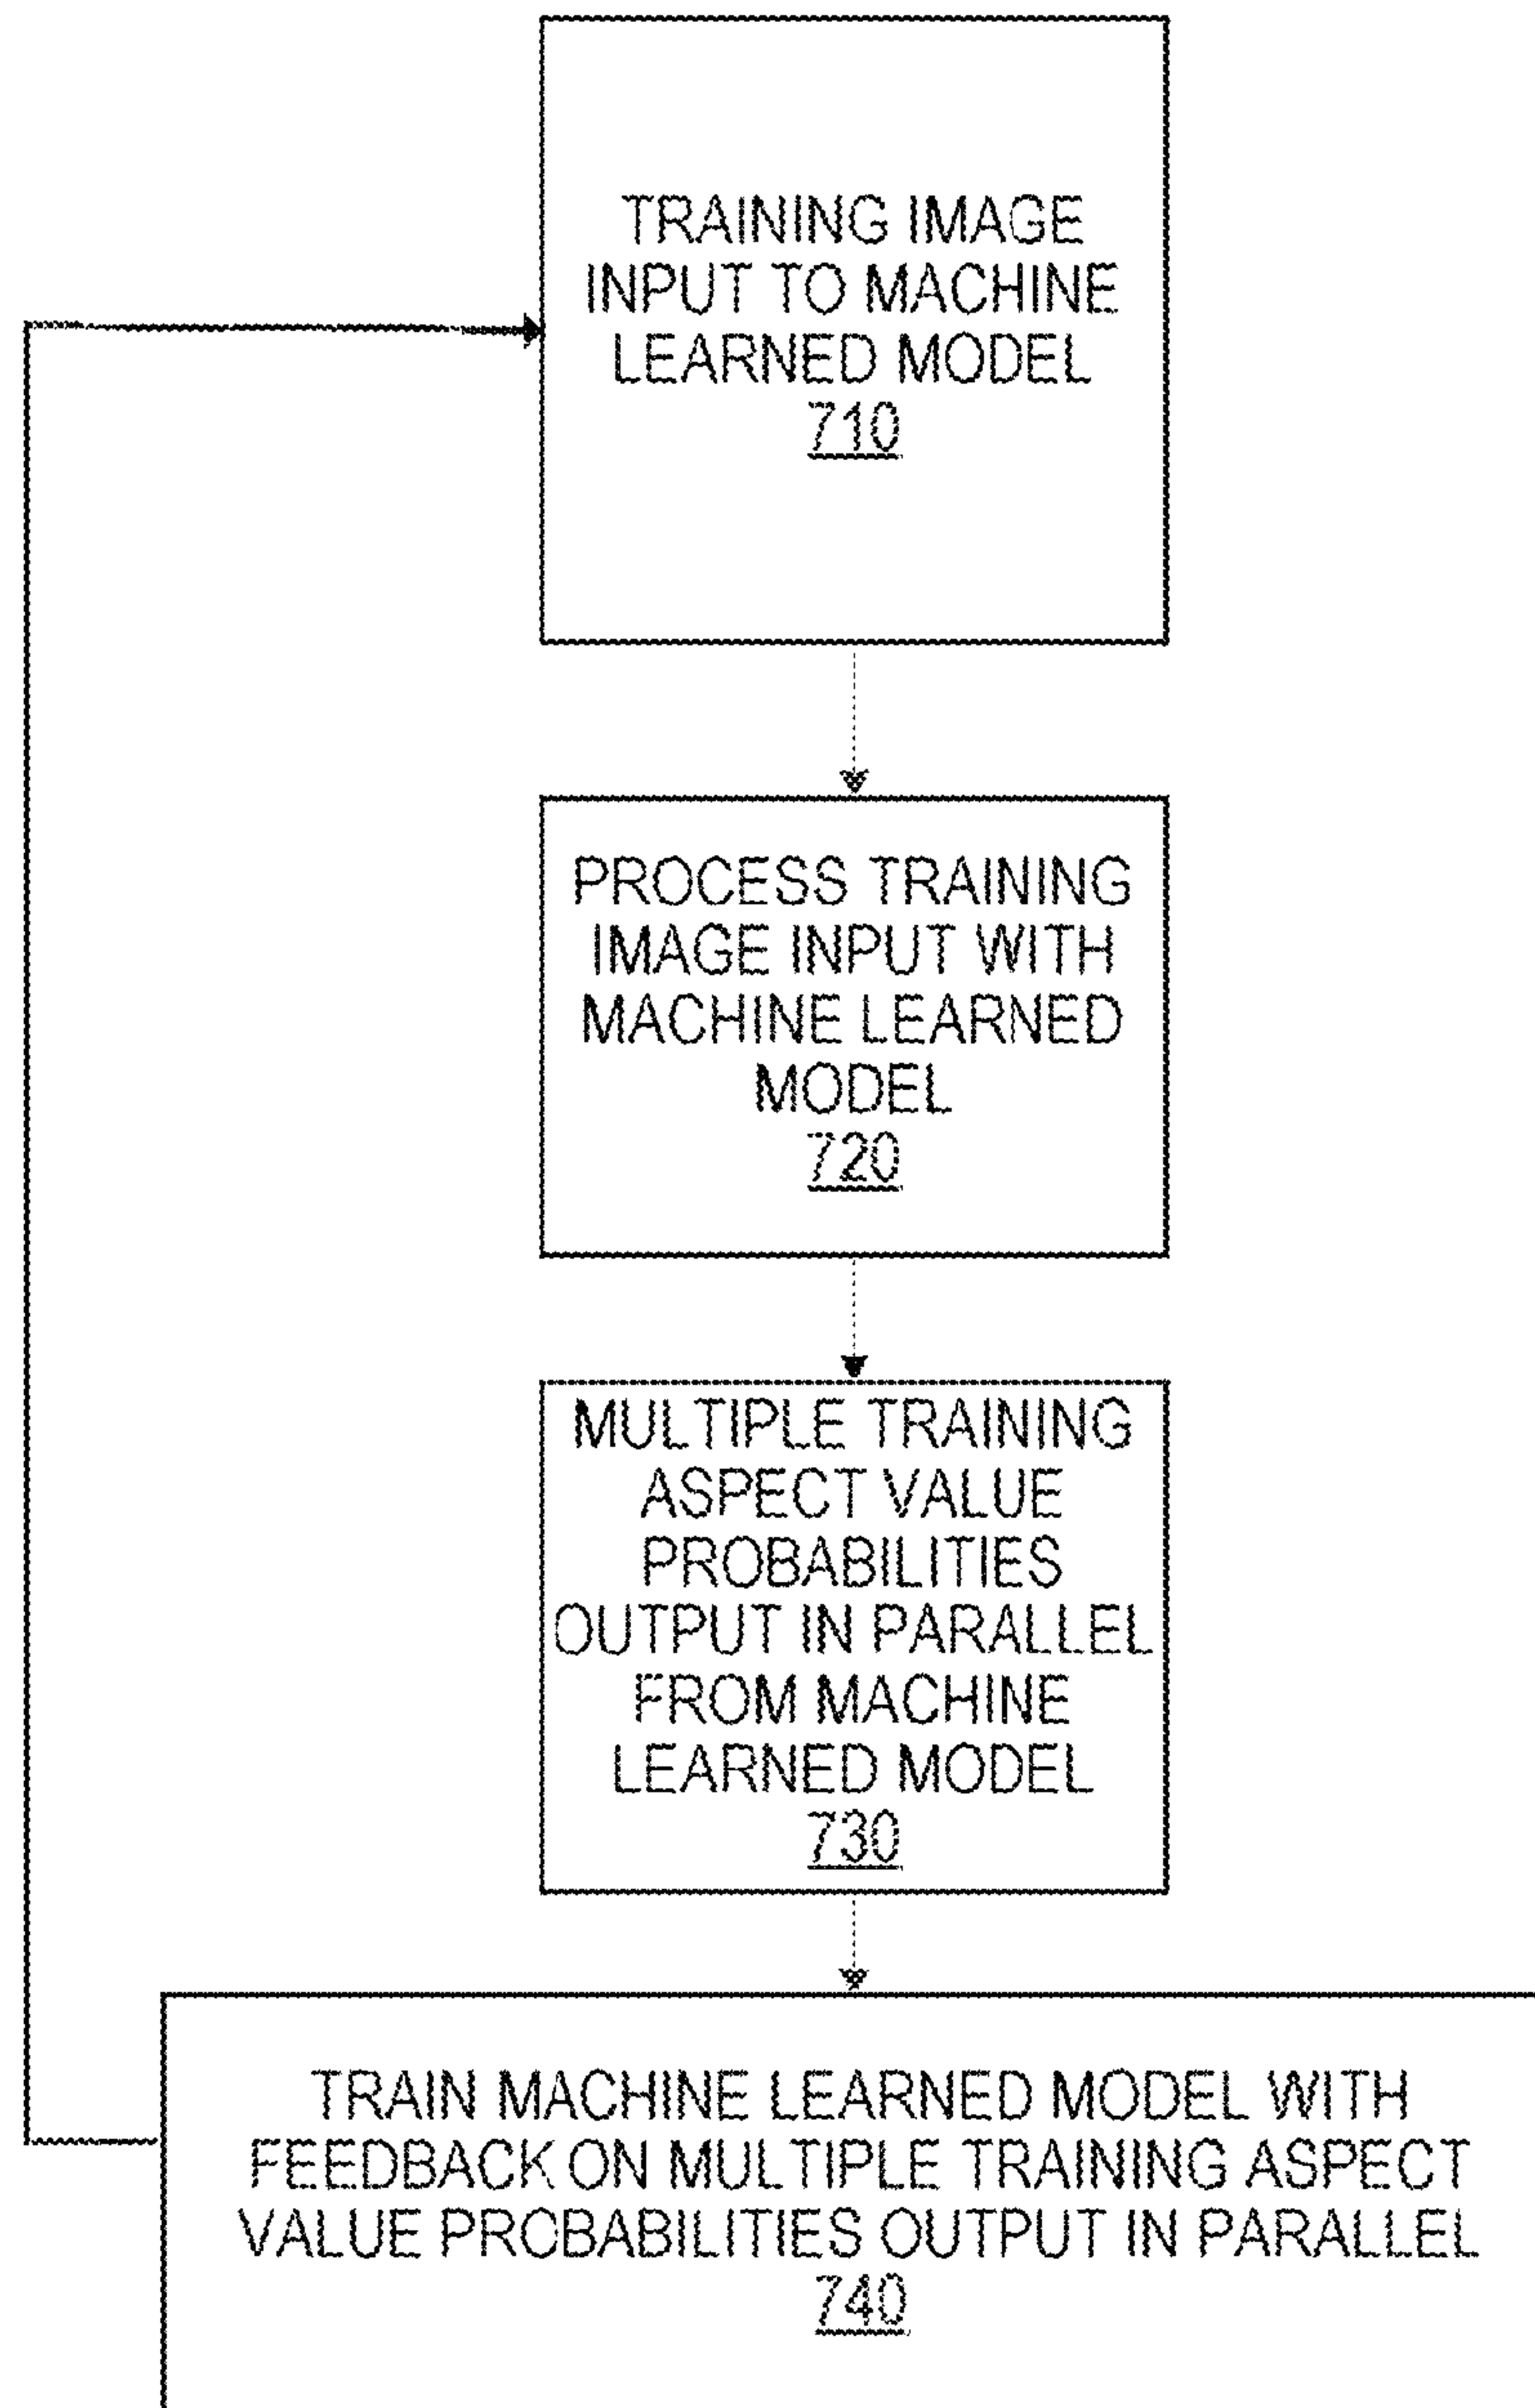 TRAINING IMAGE
INPUT TO MACHINE
LEARNED MODEL
710
PROCESS TRAINING
IMAGE INPUT WITH
MACHINE LEARNED
MODEL
720
MULTIPLE TRAINING
ASPECT VALUE
PROBABILITIES
OUTPUT IN PARALLEL
FROM MACHINE
LEARNED MODEL
730
TRAIN MACHINE LEARNED MODEL WITH
FEEDBACK ON MULTIPLE TRAINING ASPECT
VALUE PROBABILITIES OUTPUT IN PARALLEL
740